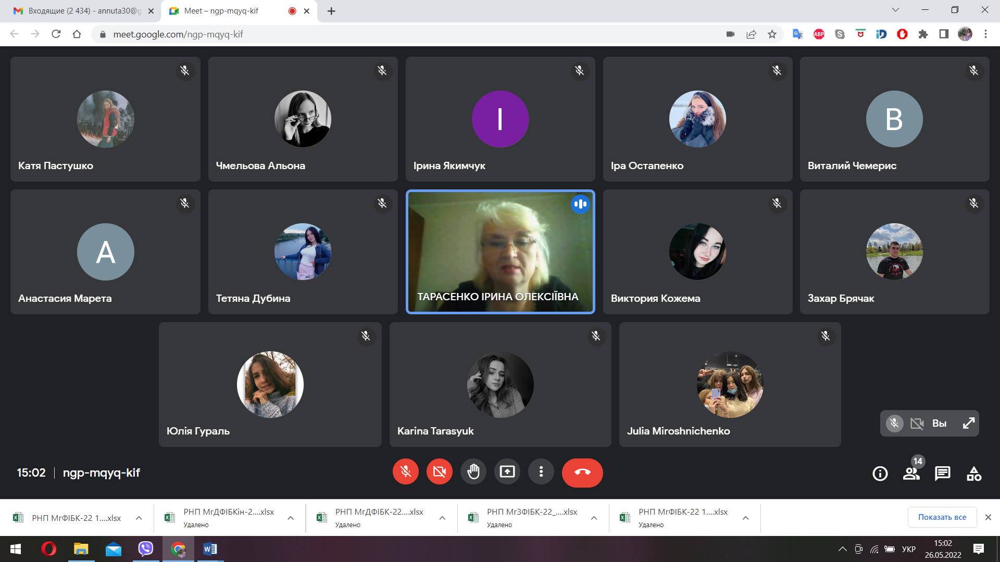 Входящие (2 434) - annuta30@g
Meet – ngp-mqyq-kif
meet.google.com/ngp-mqyq-kif
ABP
Катя Пастушко
Чмельова Альона
І
Ірина Якимчук
Іра Остапенко
В
Виталий Чемерис
А
Анастасия Марета
Тетяна Дубина
ТАРАСЕНКО ІРИНА ОЛЕКСІЇВНА
Виктория Кожема
Захар Брячак
Юлія Гураль
Karina Tarasyuk
Julia Miroshnichenko
Вы
15:02 | ngp-mqyq-kif
14
РНП МгФІБК-22 1....xlsx
РНП МгДФІБКін-2....xlsx
Удалено
РНП МгДФІБК-22....xlsx
Удалено
РНП МгЗФІБК-22_....xlsx
Удалено
РНП МгФІБК-22 1....xlsx
Удалено
Показать все
УКР
15:02
26.05.2022